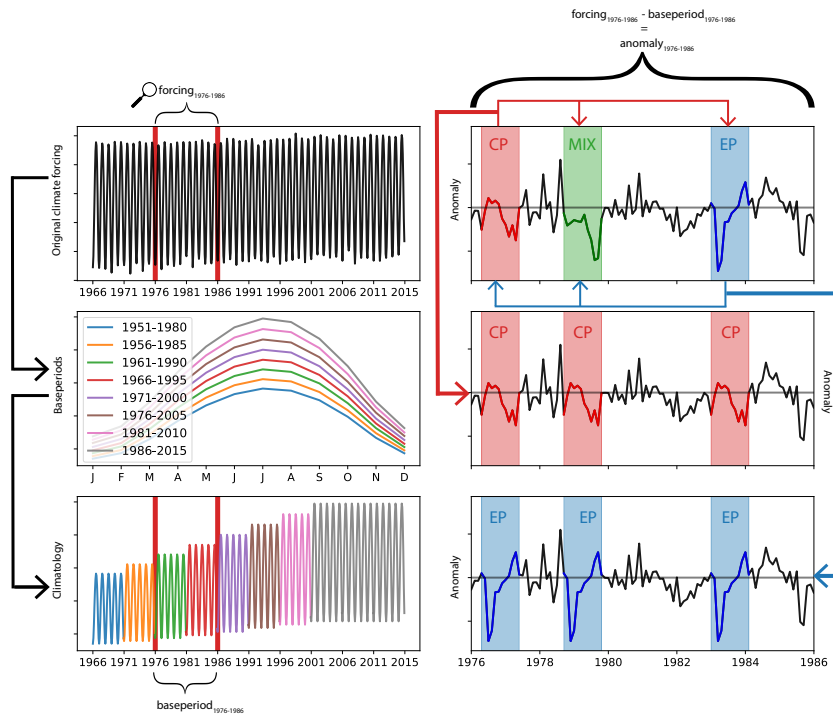 forcing1976-1986 - baseperiod1976-1986
=
anomaly1976-1986
forcing1976-1986
Original climate forcing
1966 1971 1976 1981 1986 1991 1996 2001 2006 2015
Baseperiods
1951-1980
1956-1985
1961-1990
1966-1995
1971-2000
1976-2005
1981-2010
1986-2015
J F M A M J J A S O N D
Climatology
1966 1971 1976 1981 1986 1991 1996 2001 2006 2015
baseperiod1976-1986
Anomaly
CP MIX EP
CP CP CP
Anomaly
Anomaly
EP EP EP
1976 1978 1980 1982 1984 1986